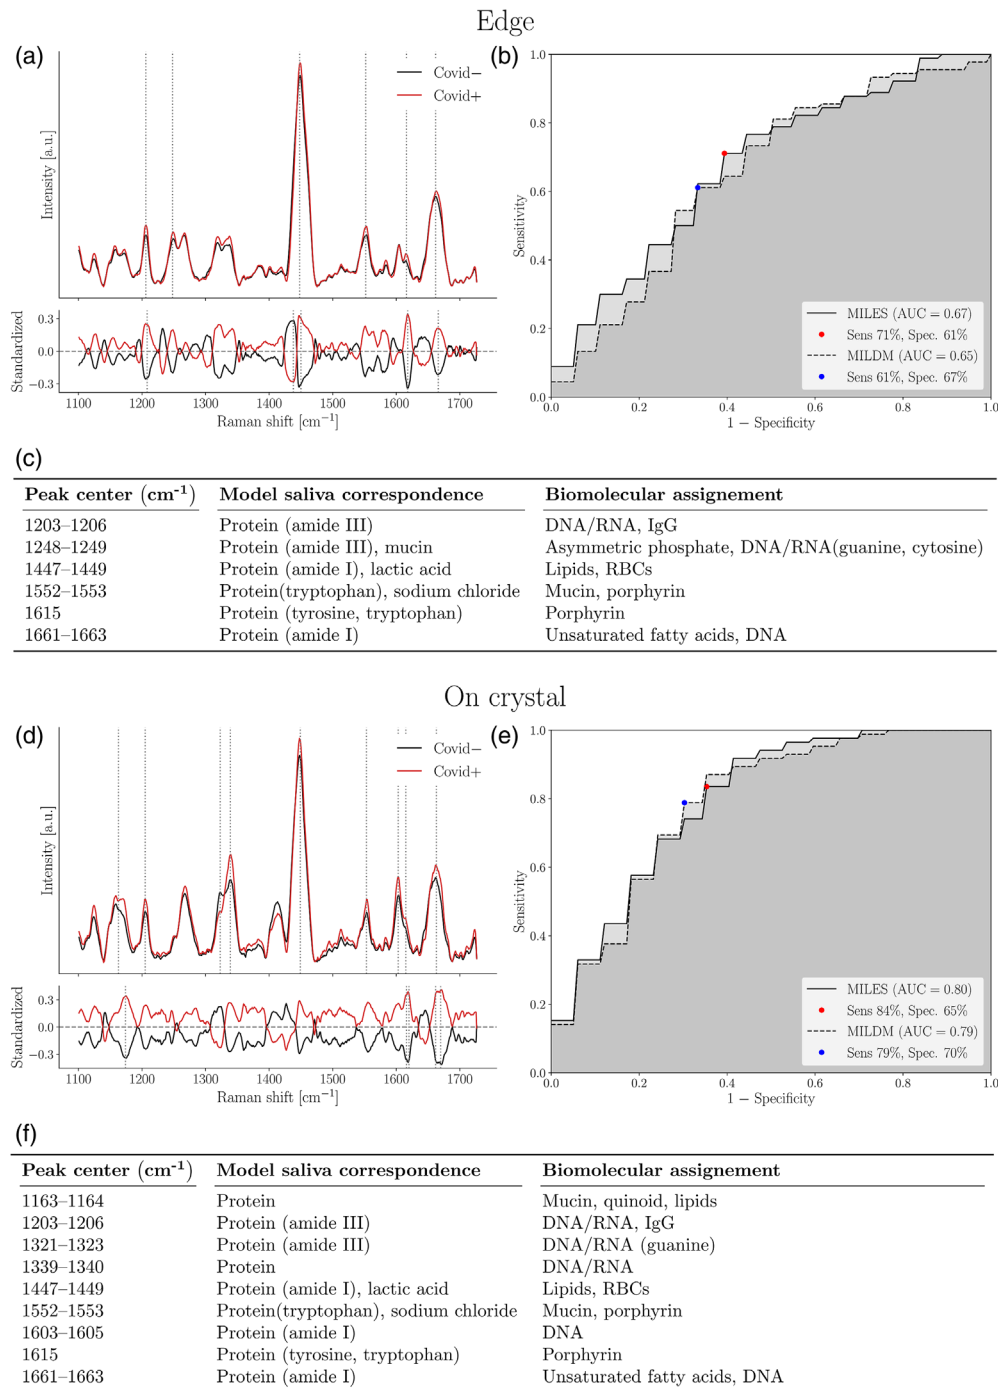 Edge
(a)
Intensity [a.u.]
Covid−
Covid+
Standardized
0.3
0.0
−0.3
1100 1200 1300 1400 1500 1600 1700
Raman shift [cm⁻¹]
(b)
Sensitivity
1.0
0.8
0.6
0.4
0.2
0.0
MILES (AUC = 0.67)
Sens 71%, Spec. 61%
MILDM (AUC = 0.65)
Sens 61%, Spec. 67%
0.0 0.2 0.4 0.6 0.8 1.0
1 − Specificity
(c)
Peak center (cm⁻¹) Model saliva correspondence Biomolecular assignement
1203–1206 Protein (amide III) DNA/RNA, IgG
1248–1249 Protein (amide III), mucin Asymmetric phosphate, DNA/RNA(guanine, cytosine)
1447–1449 Protein (amide I), lactic acid Lipids, RBCs
1552–1553 Protein(tryptophan), sodium chloride Mucin, porphyrin
1615 Protein (tyrosine, tryptophan) Porphyrin
1661–1663 Protein (amide I) Unsaturated fatty acids, DNA
On crystal
(d)
Intensity [a.u.]
Covid−
Covid+
Standardized
0.3
0.0
−0.3
1100 1200 1300 1400 1500 1600 1700
Raman shift [cm⁻¹]
(e)
Sensitivity
1.0
0.8
0.6
0.4
0.2
0.0
MILES (AUC = 0.80)
Sens 84%, Spec. 65%
MILDM (AUC = 0.79)
Sens 79%, Spec. 70%
0.0 0.2 0.4 0.6 0.8 1.0
1 − Specificity
(f)
Peak center (cm⁻¹) Model saliva correspondence Biomolecular assignement
1163–1164 Protein Mucin, quinoid, lipids
1203–1206 Protein (amide III) DNA/RNA, IgG
1321–1323 Protein (amide III) DNA/RNA (guanine)
1339–1340 Protein DNA/RNA
1447–1449 Protein (amide I), lactic acid Lipids, RBCs
1552–1553 Protein(tryptophan), sodium chloride Mucin, porphyrin
1603–1605 Protein (amide I) DNA
1615 Protein (tyrosine, tryptophan) Porphyrin
1661–1663 Protein (amide I) Unsaturated fatty acids, DNA